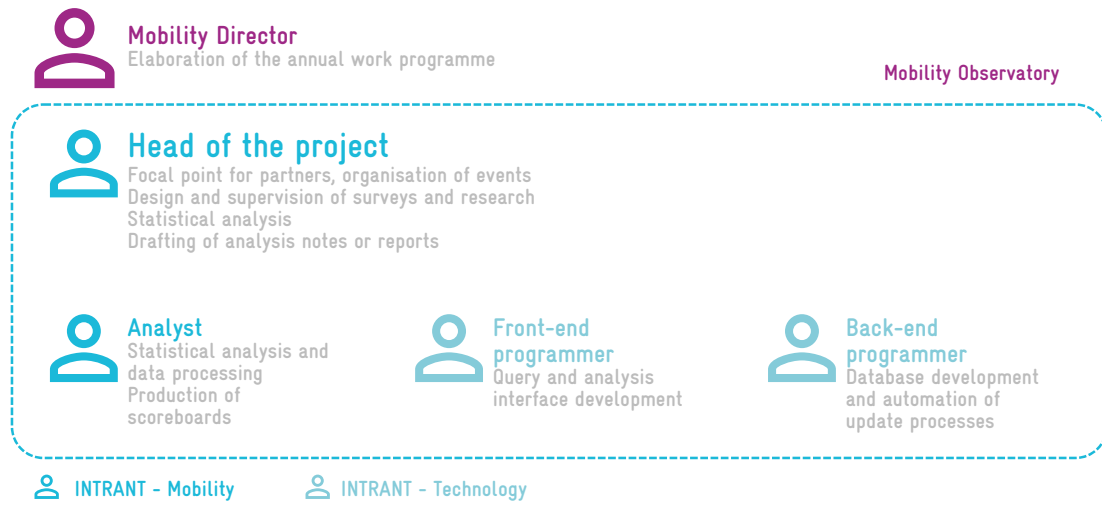 Mobility Director
Elaboration of the annual work programme
Mobility Observatory
Head of the project
Focal point for partners, organisation of events
Design and supervision of surveys and research
Statistical analysis
Drafting of analysis notes or reports
Analyst
Statistical analysis and
data processing
Production of
scoreboards
Front-end
programmer
Query and analysis
interface development
Back-end
programmer
Database development
and automation of
update processes
INTRANT - Mobility
INTRANT - Technology